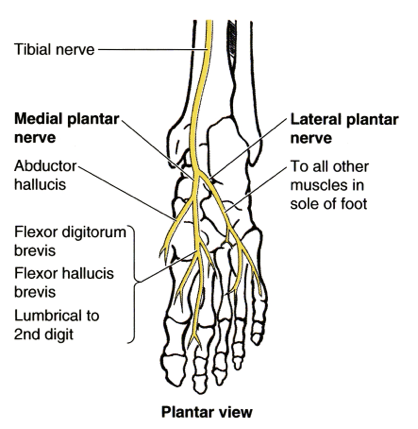 Tibial nerve
Medial plantar
nerve
Abductor
hallucis
Flexor digitorum
brevis
Flexor hallucis
brevis
Lumbrical to
2nd digit
Lateral plantar
nerve
To all other
muscles in
sole of foot
Plantar view